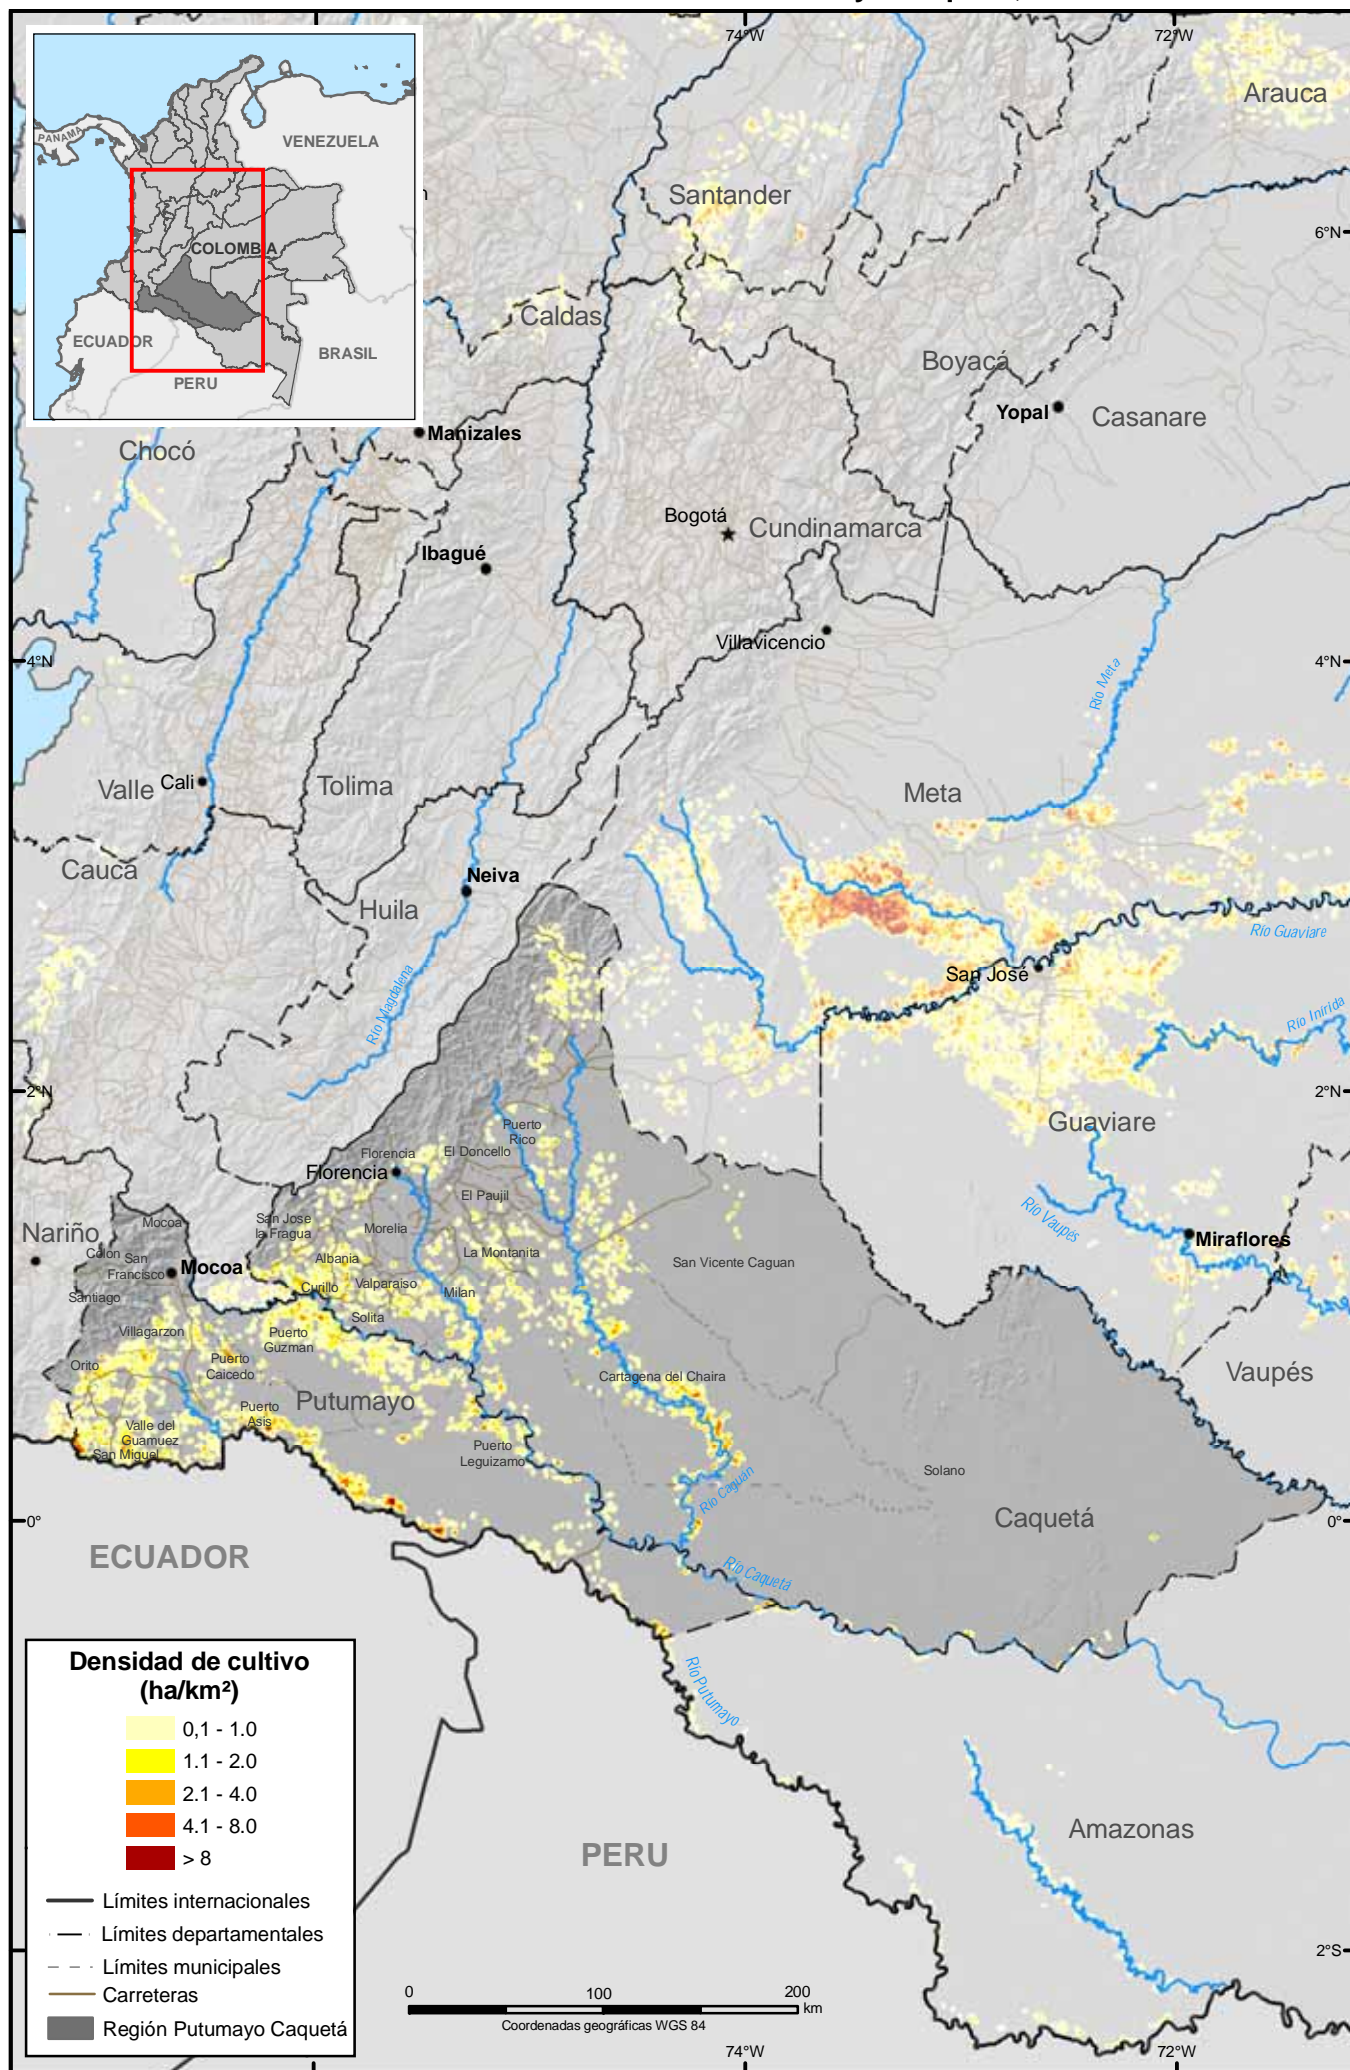 74°W
72°W
Arauca
PANAMA
VENEZUELA
COLOMBIA
ECUADOR
BRASIL
PERU
Santander
6°N
Caldas
Boyacá
Yopal
Casanare
Manizales
Chocó
Bogotá
Cundinamarca
Ibagué
Villavicencio
4°N
4°N
Río Meta
Valle
Cali
Tolima
Meta
Cauca
Neiva
Huila
Río Guaviare
San José
Río Magdalena
Río Inírida
2°N
2°N
Guaviare
Puerto
Rico
Florencia
El Doncello
Florencia
El Paujil
San Jose
la Fragua
Morelia
Río Vaupés
Miraflores
Nariño
Mocoa
Colon
San
Francisco
Mocoa
Albania
La Montanita
San Vicente Caguan
Santiago
Curillo
Valparaiso
Milan
Solita
Villagarzon
Puerto
Guzman
Orito
Puerto
Caicedo
Cartagena del Chaira
Vaupés
Putumayo
Puerto
Asis
Valle del
Guamuez
San Miguel
Puerto
Leguizamo
Solano
Río Caguán
Caquetá
0°
0°
ECUADOR
Río Caquetá
Río Putumayo
Densidad de cultivo
(ha/km²)
0,1 - 1.0
1.1 - 2.0
2.1 - 4.0
4.1 - 8.0
> 8
Límites internacionales
Límites departamentales
Límites municipales
Carreteras
Región Putumayo Caquetá
Amazonas
PERU
2°S
0 100 200
km
Coordenadas geográficas WGS 84
74°W
72°W